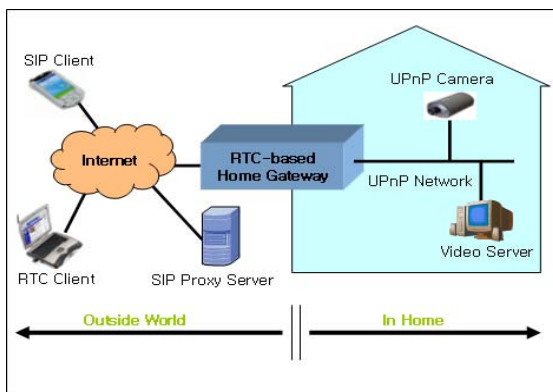 SIP Client
UPnP Camera
Internet
RTC-based
Home Gateway
UPnP Network
RTC Client
SIP Proxy Server
Video Server
Outside World
In Home